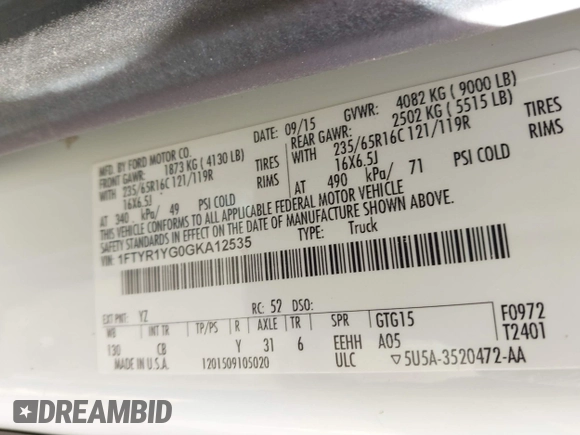 MFD. BY FORD MOTOR CO.
DATE: 09/15 GVWR: 4082 KG ( 9000 LB)
FRONT GAWR: 1873 KG ( 4130 LB) REAR GAWR: 2502 KG ( 5515 LB)
WITH 235/65R16C 121/119R TIRES WITH 235/65R16C 121/119R TIRES
16X6.5J RIMS 16X6.5J RIMS
AT 340 kPa/ 49 PSI COLD AT 490 kPa/ 71 PSI COLD
THIS VEHICLE CONFORMS TO ALL APPLICABLE FEDERAL MOTOR VEHICLE
SAFETY STANDARDS IN EFFECT ON THE DATE OF MANUFACTURE SHOWN ABOVE.
VIN: 1FTYR1YG0GKA12535 TYPE: Truck
EXT PNT: YZ RC: 52 DSO: F0972
WB INT TR TP/PS R AXLE TR SPR GTG15 T2401
130 CB Y 31 6 EEHH A05
MADE IN U.S.A. 1201509105020 ULC ▽5U5A-3520472-AA
DREAMBID